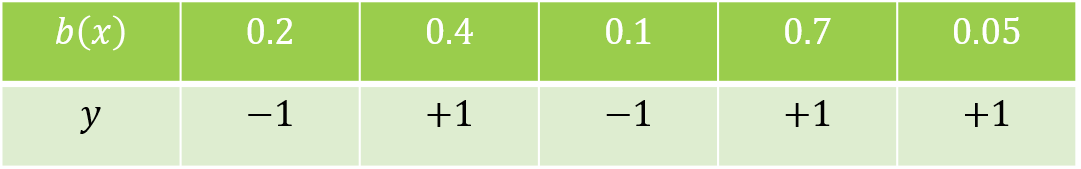 b(x) 0.2 0.4 0.1 0.7 0.05
y −1 +1 −1 +1 +1